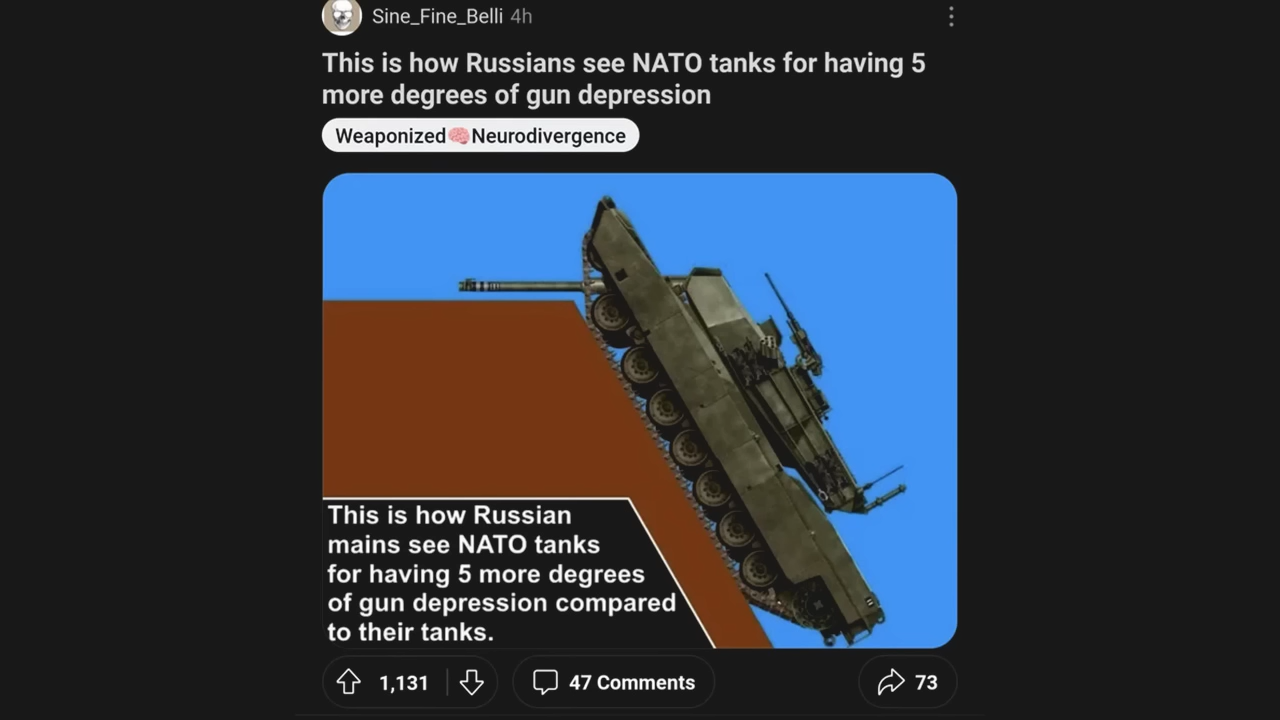 Sine_Fine_Belli 4h
This is how Russians see NATO tanks for having 5
more degrees of gun depression
Weaponized🧠Neurodivergence
This is how Russian
mains see NATO tanks
for having 5 more degrees
of gun depression compared
to their tanks.
1,131 47 Comments 73